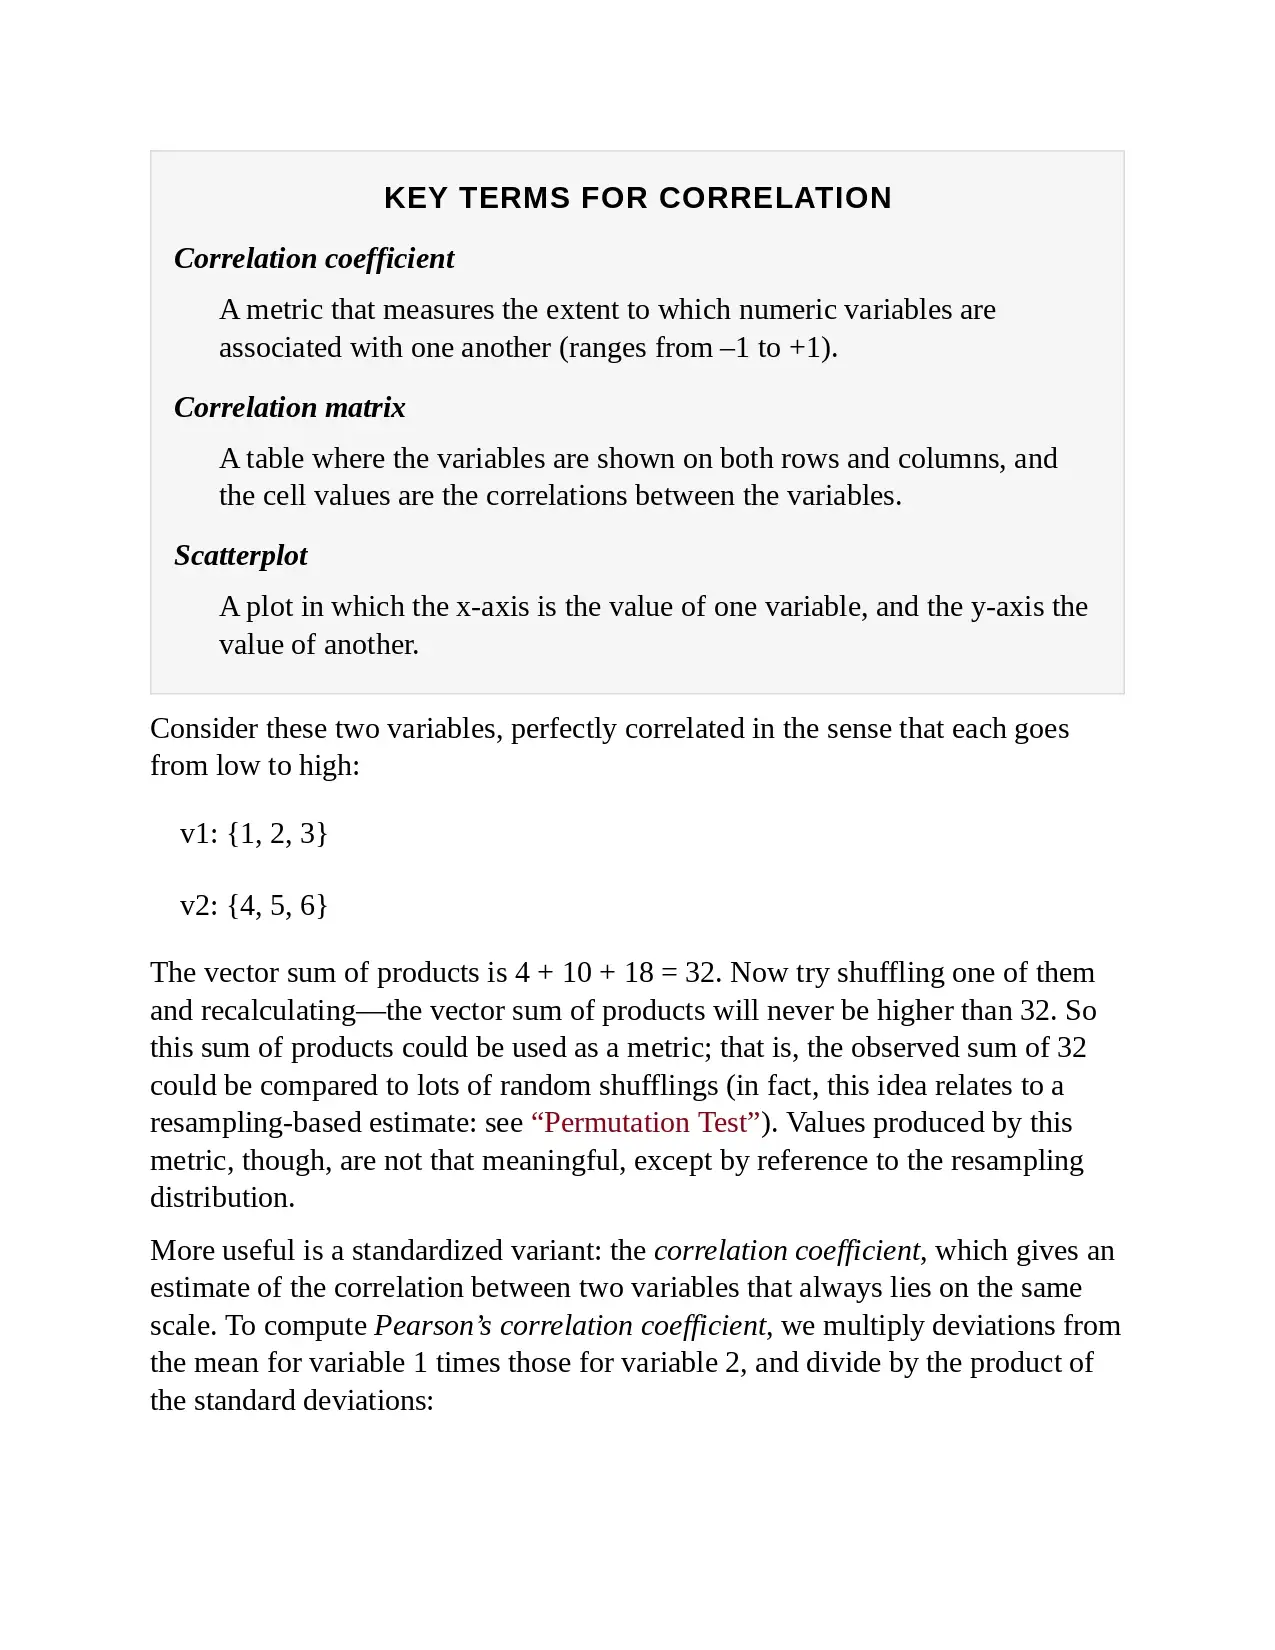 KEY TERMS FOR CORRELATION
Correlation coefficient
A metric that measures the extent to which numeric variables are
associated with one another (ranges from –1 to +1).
Correlation matrix
A table where the variables are shown on both rows and columns, and
the cell values are the correlations between the variables.
Scatterplot
A plot in which the x-axis is the value of one variable, and the y-axis the
value of another.
Consider these two variables, perfectly correlated in the sense that each goes
from low to high:
v1: {1, 2, 3}
v2: {4, 5, 6}
The vector sum of products is 4 + 10 + 18 = 32. Now try shuffling one of them
and recalculating—the vector sum of products will never be higher than 32. So
this sum of products could be used as a metric; that is, the observed sum of 32
could be compared to lots of random shufflings (in fact, this idea relates to a
resampling-based estimate: see “Permutation Test”). Values produced by this
metric, though, are not that meaningful, except by reference to the resampling
distribution.
More useful is a standardized variant: the correlation coefficient, which gives an
estimate of the correlation between two variables that always lies on the same
scale. To compute Pearson’s correlation coefficient, we multiply deviations from
the mean for variable 1 times those for variable 2, and divide by the product of
the standard deviations: